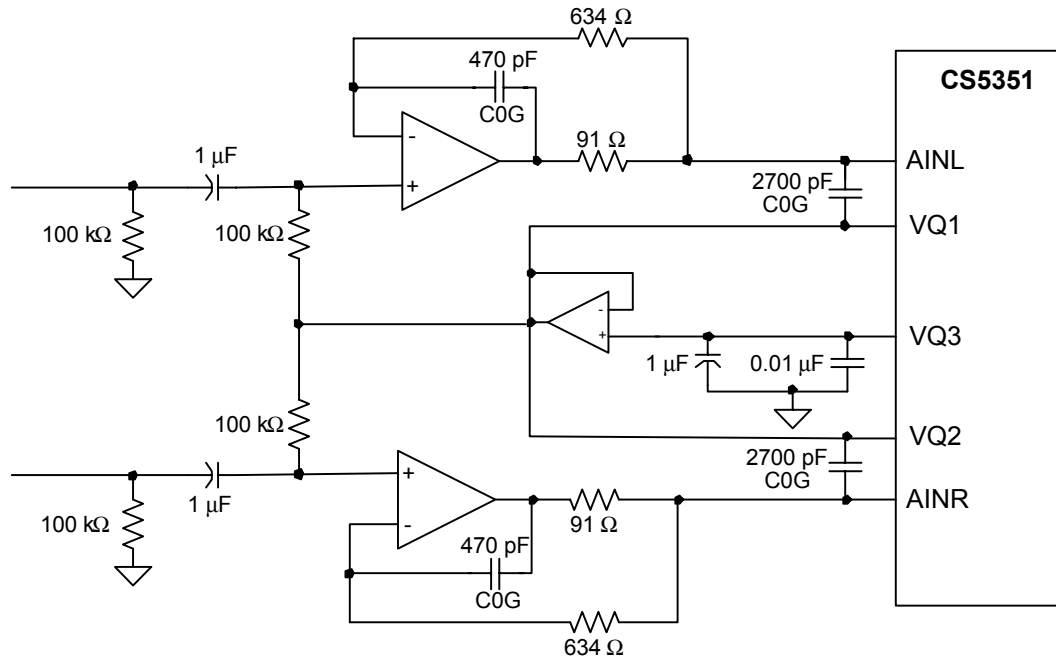 634 Ω
470 pF
C0G
CS5351
-
+
91 Ω
AINL
1 µF
2700 pF
C0G
100 kΩ
100 kΩ
VQ1
-
+
VQ3
1 µF
0.01 µF
100 kΩ
VQ2
2700 pF
C0G
+
-
1 µF
100 kΩ
91 Ω
AINR
470 pF
C0G
634 Ω